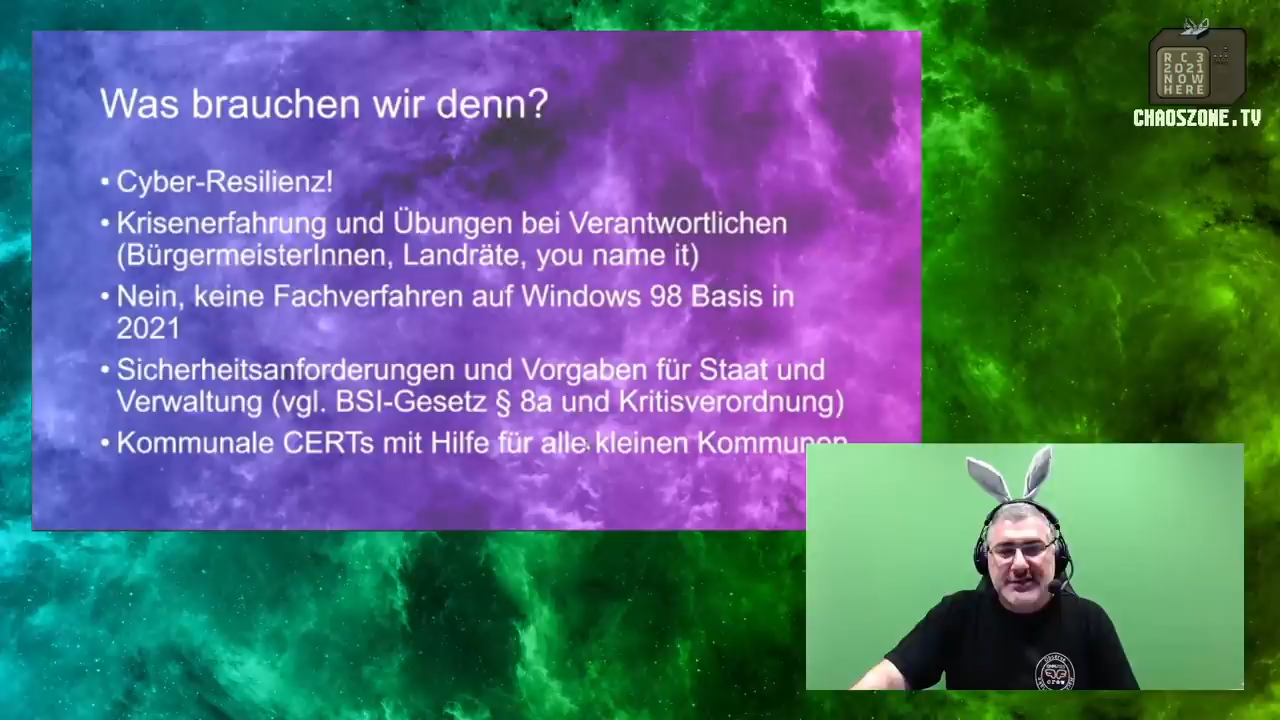 Was brauchen wir denn?
• Cyber-Resilienz!
• Krisenerfahrung und Übungen bei Verantwortlichen
(BürgermeisterInnen, Landräte, you name it)
• Nein, keine Fachverfahren auf Windows 98 Basis in
2021
• Sicherheitsanforderungen und Vorgaben für Staat und
Verwaltung (vgl. BSI-Gesetz § 8a und Kritisverordnung)
• Kommunale CERTs mit Hilfe für alle kleinen Kommunen
RC3
2021
NOW
HERE
CHAOSZONE.TV